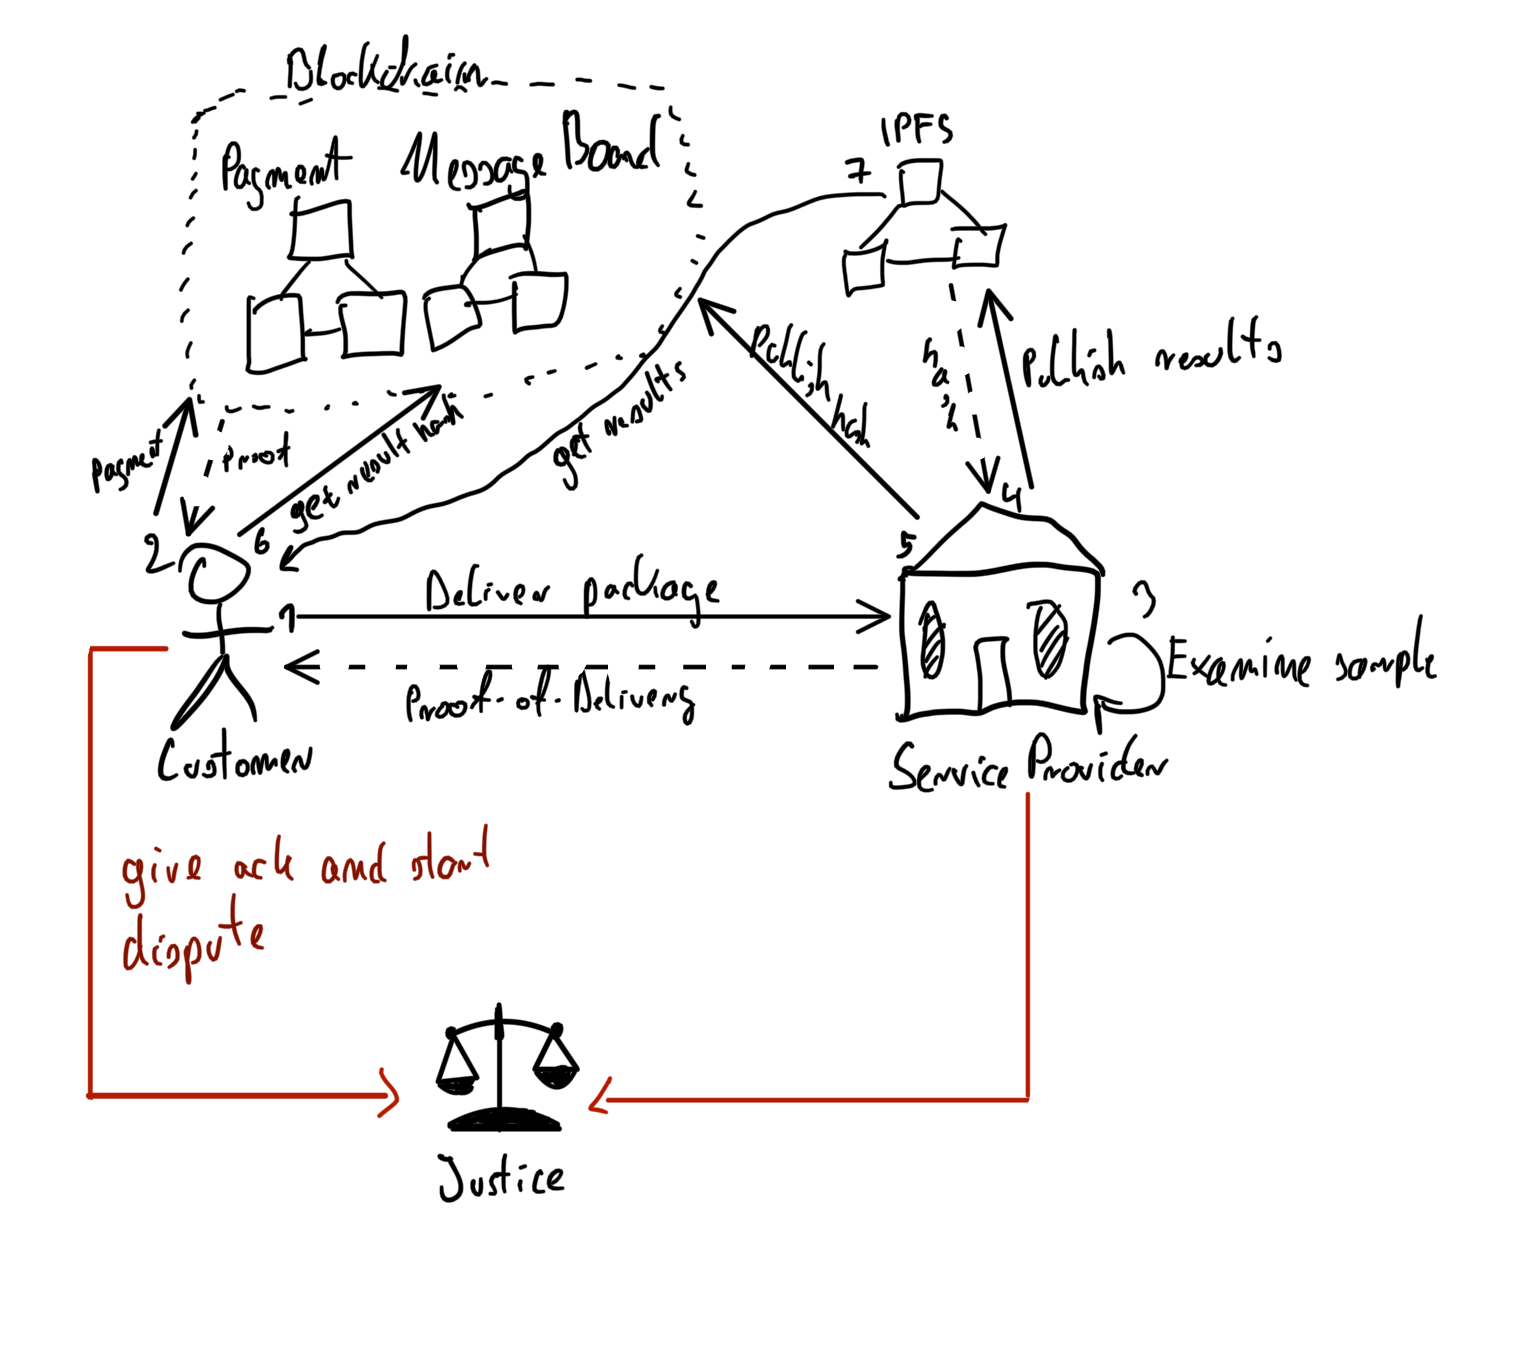 Blockchain
Payment
Message Board
IPFS
7
Publish hash
hash
Publish results
get results
Payment
Proof
get result hash
2
6
5
4
1
Deliver package
3
Examine sample
Proof-of-Delivery
Customer
Service Provider
give ack and start
dispute
Justice